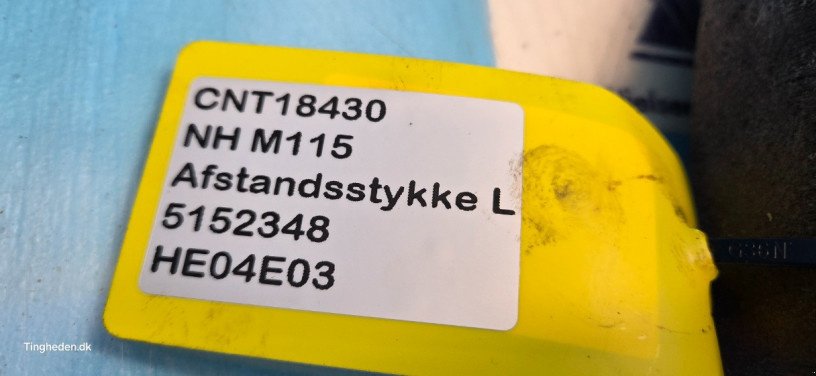 CNT18430
NH M115
Afstandsstykke L
5152348
HE04E03
Tingheden.dk